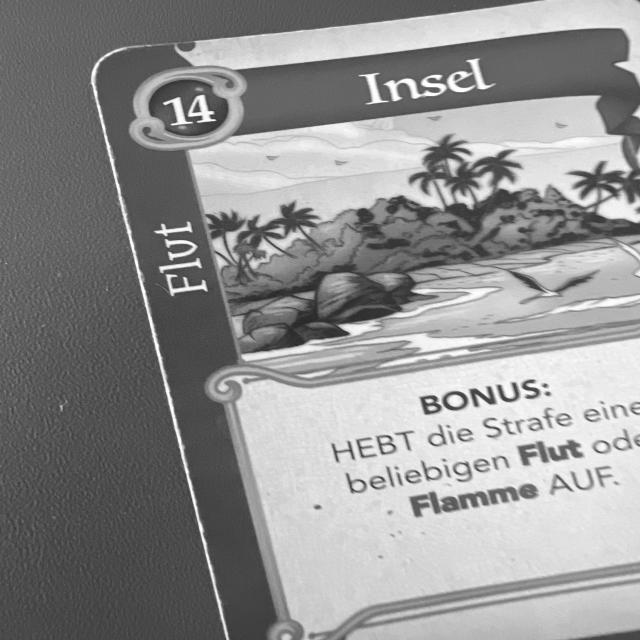 14
Insel
Flut
BONUS:
HEBT die Strafe eine
beliebigen Flut ode
Flamme AUF.